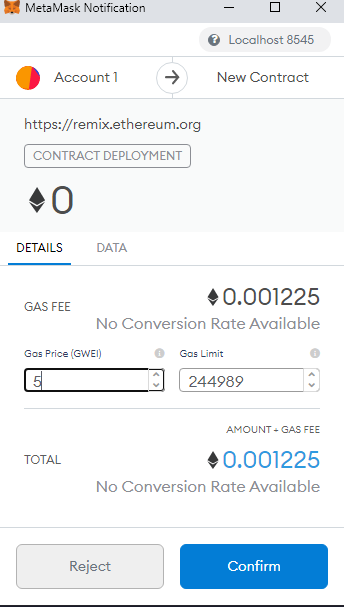 MetaMask Notification
Localhost 8545
Account 1
New Contract
https://remix.ethereum.org
CONTRACT DEPLOYMENT
0
DETAILS DATA
GAS FEE
0.001225
No Conversion Rate Available
Gas Price (GWEI) Gas Limit
5 244989
AMOUNT + GAS FEE
TOTAL
0.001225
No Conversion Rate Available
Reject Confirm